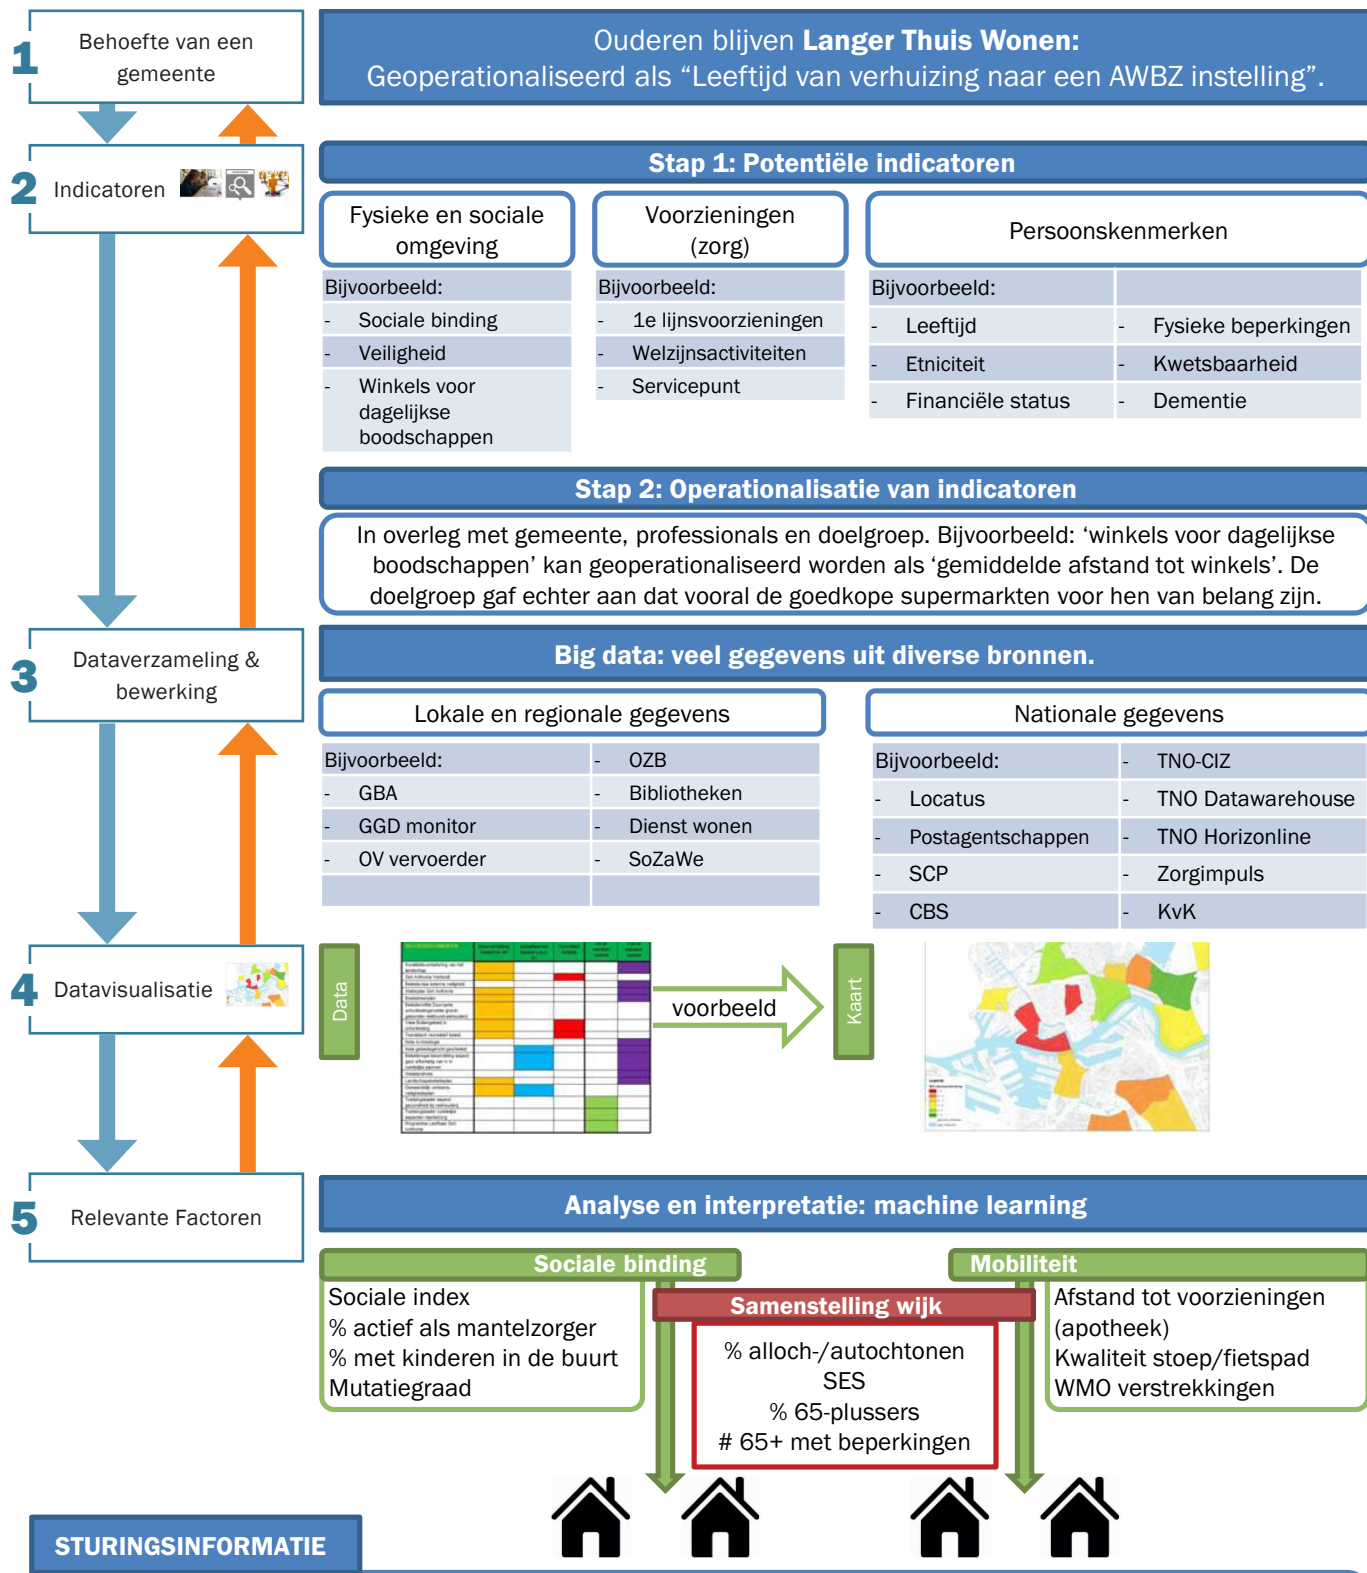 1
Behoefte van een
gemeente
Ouderen blijven Langer Thuis Wonen:
Geoperationaliseerd als “Leeftijd van verhuizing naar een AWBZ instelling”.
2
Indicatoren
Stap 1: Potentiële indicatoren
Fysieke en sociale
omgeving
Bijvoorbeeld:
- Sociale binding
- Veiligheid
- Winkels voor
dagelijkse
boodschappen
Voorzieningen
(zorg)
Bijvoorbeeld:
- 1e lijnsvoorzieningen
- Welzijnsactiviteiten
- Servicepunt
Persoonskenmerken
Bijvoorbeeld:
- Leeftijd
- Etniciteit
- Financiële status
- Fysieke beperkingen
- Kwetsbaarheid
- Dementie
Stap 2: Operationalisatie van indicatoren
In overleg met gemeente, professionals en doelgroep. Bijvoorbeeld: ‘winkels voor dagelijkse
boodschappen’ kan geoperationaliseerd worden als ‘gemiddelde afstand tot winkels’. De
doelgroep gaf echter aan dat vooral de goedkope supermarkten voor hen van belang zijn.
3
Dataverzameling &
bewerking
Big data: veel gegevens uit diverse bronnen.
Lokale en regionale gegevens
Bijvoorbeeld:
- GBA
- GGD monitor
- OV vervoerder
- OZB
- Bibliotheken
- Dienst wonen
- SoZaWe
Nationale gegevens
Bijvoorbeeld:
- Locatus
- Postagentschappen
- SCP
- CBS
- TNO-CIZ
- TNO Datawarehouse
- TNO Horizonline
- Zorgimpuls
- KvK
4
Datavisualisatie
Data
voorbeeld
Kaart
5
Relevante Factoren
Analyse en interpretatie: machine learning
Sociale binding
Sociale index
% actief als mantelzorger
% met kinderen in de buurt
Mutatiegraad
Samenstelling wijk
% alloch-/autochtonen
SES
% 65-plussers
# 65+ met beperkingen
Mobiliteit
Afstand tot voorzieningen
(apotheek)
Kwaliteit stoep/fietspad
WMO verstrekkingen
STURINGSINFORMATIE